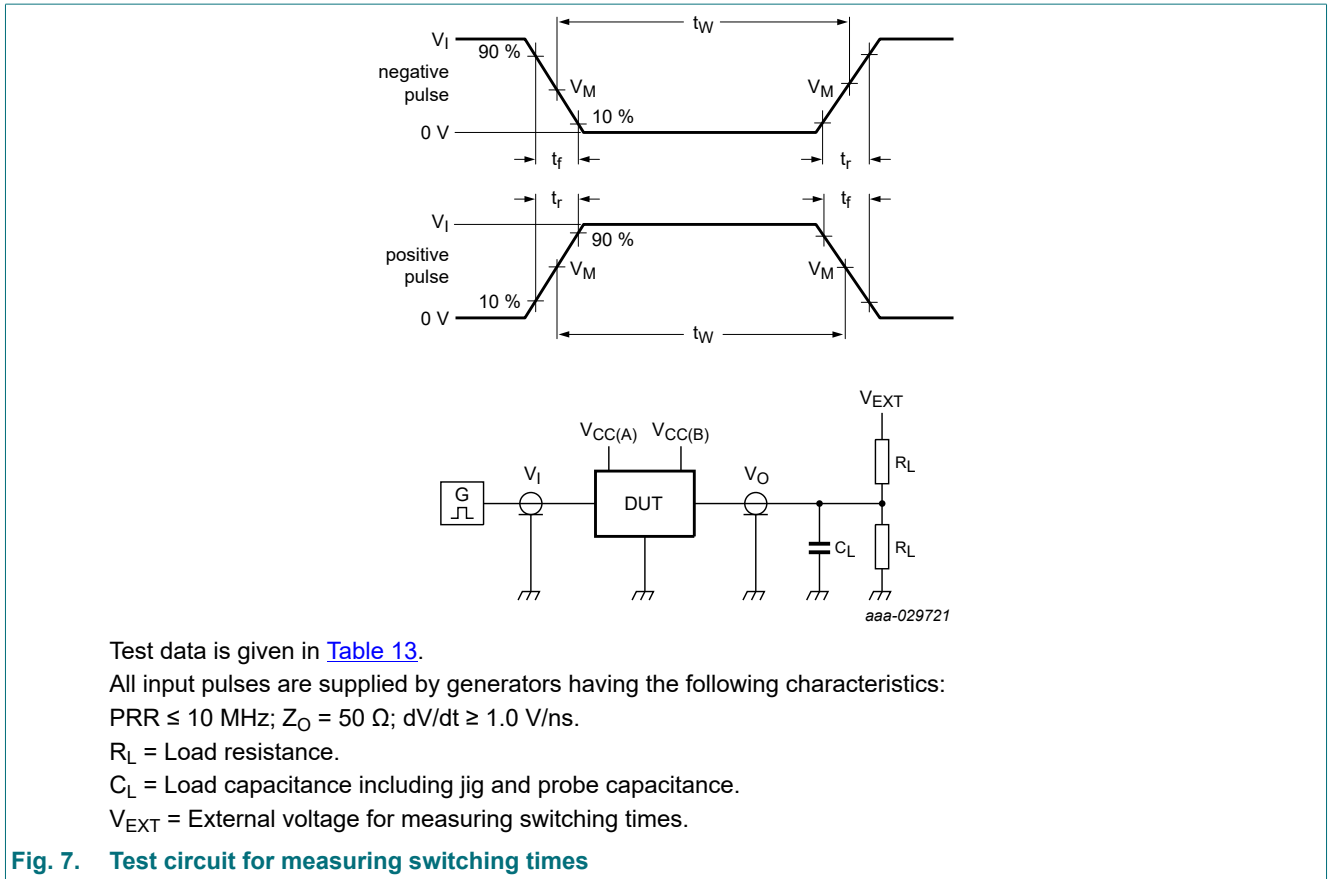 tW
VI
90 %
negative
pulse
VM
VM
10 %
0 V
tf
tr
tr
tf
VI
90 %
positive
pulse
VM
VM
10 %
0 V
tW
VEXT
VCC(A) VCC(B)
RL
VI
VO
G
DUT
CL
RL
aaa-029721
Test data is given in Table 13.
All input pulses are supplied by generators having the following characteristics:
PRR ≤ 10 MHz; ZO = 50 Ω; dV/dt ≥ 1.0 V/ns.
RL = Load resistance.
CL = Load capacitance including jig and probe capacitance.
VEXT = External voltage for measuring switching times.
Fig. 7. Test circuit for measuring switching times